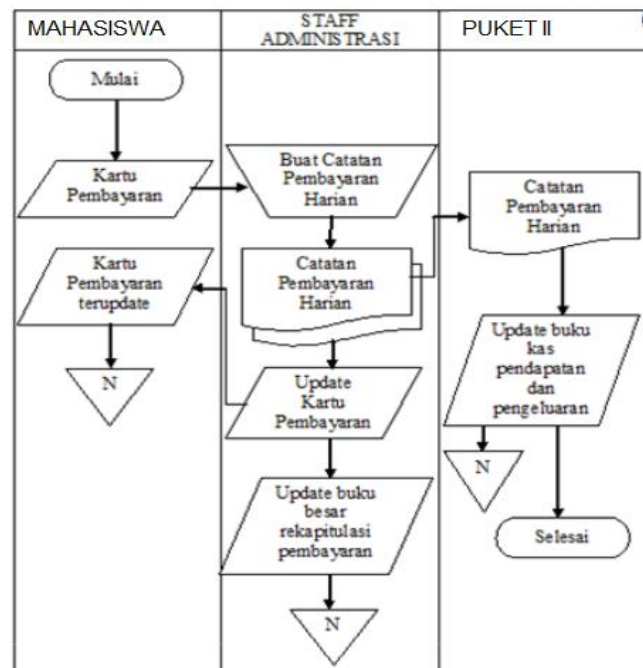 MAHASISWA
STAFF
ADMINISTRASI
PUKET II
Mulai
Kartu
Pembayaran
Buat Catatan
Pembayaran
Harian
Catatan
Pembayaran
Harian
Kartu
Pembayaran
terupdate
Catatan
Pembayaran
Harian
N
Update
Kartu
Pembayaran
Update buku
kas
pendapatan
dan
pengeluaran
N
Update buku
besar
rekapitulasi
pembayaran
Selesai
N